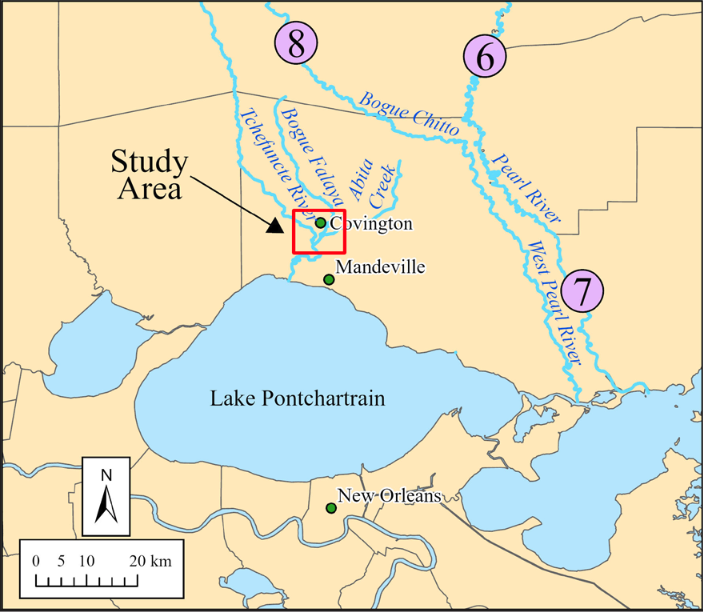 8
6
Bogue Chitto
Tchefuncte River
Bogue Falaya
Abita
Creek
Pearl River
Study
Area
Covington
West Pearl River
Mandeville
7
Lake Pontchartrain
N
New Orleans
0 5 10 20 km